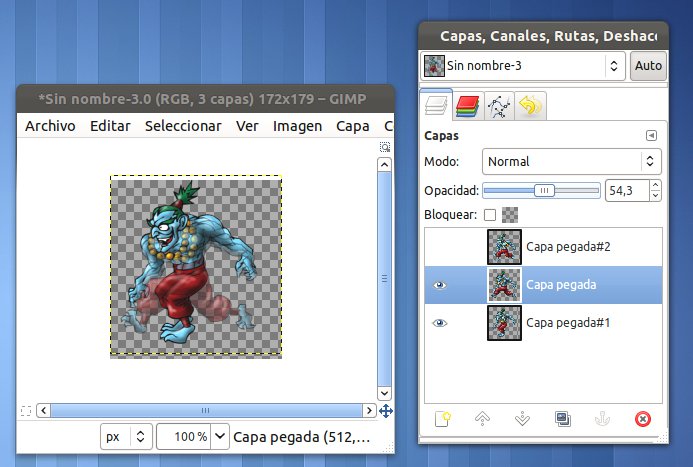 *Sin nombre-3.0 (RGB, 3 capas) 172x179 – GIMP
Archivo Editar Seleccionar Ver Imagen Capa C
px 100 % Capa pegada (512,...
Capas, Canales, Rutas, Deshace
Sin nombre-3 Auto
Capas
Modo: Normal
Opacidad: 54,3
Bloquear:
Capa pegada#2
Capa pegada
Capa pegada#1